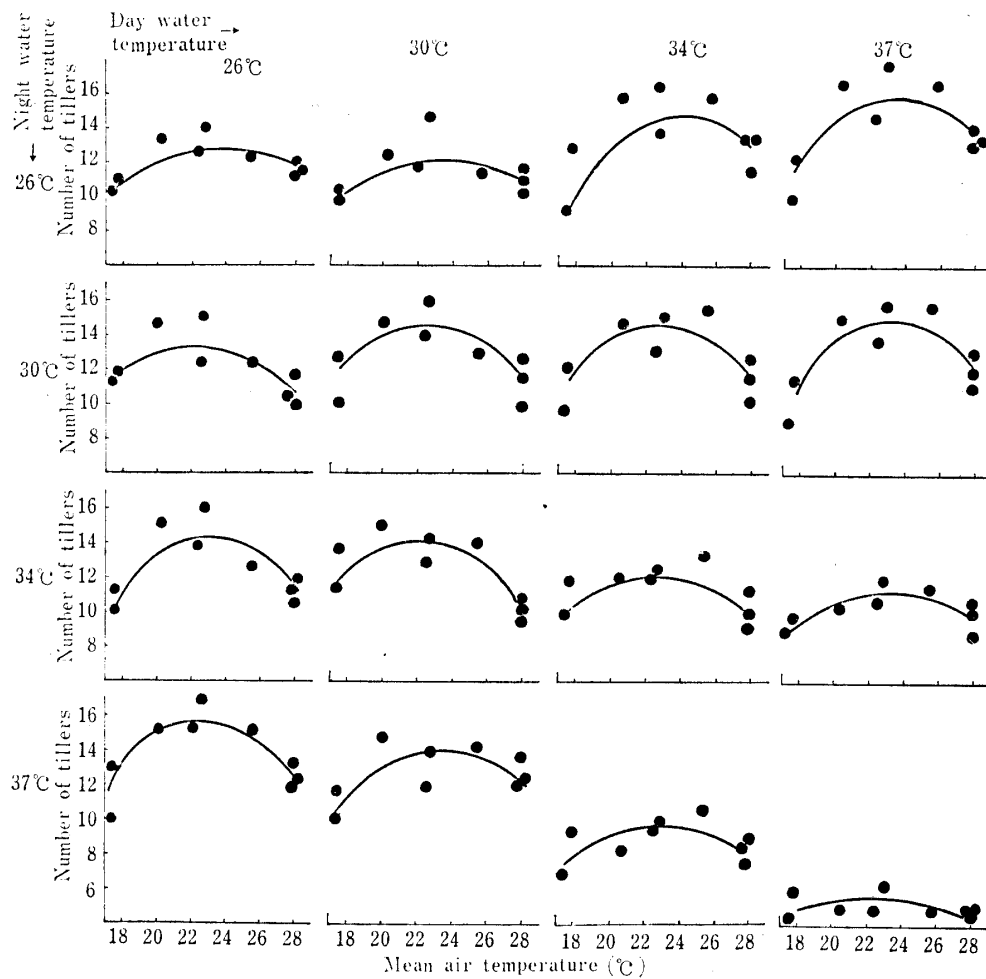 Day water →
temperature
26℃ 30℃ 34℃ 37℃
← Night water
temperature
26℃
Number of tillers
16
14
12
10
8
30℃
Number of tillers
16
14
12
10
8
34℃
Number of tillers
16
14
12
10
8
37℃
Number of tillers
16
14
12
10
8
6
18 20 22 24 26 28 18 20 22 24 26 28 18 20 22 24 26 28 18 20 22 24 26 28
Mean air temperature (℃)